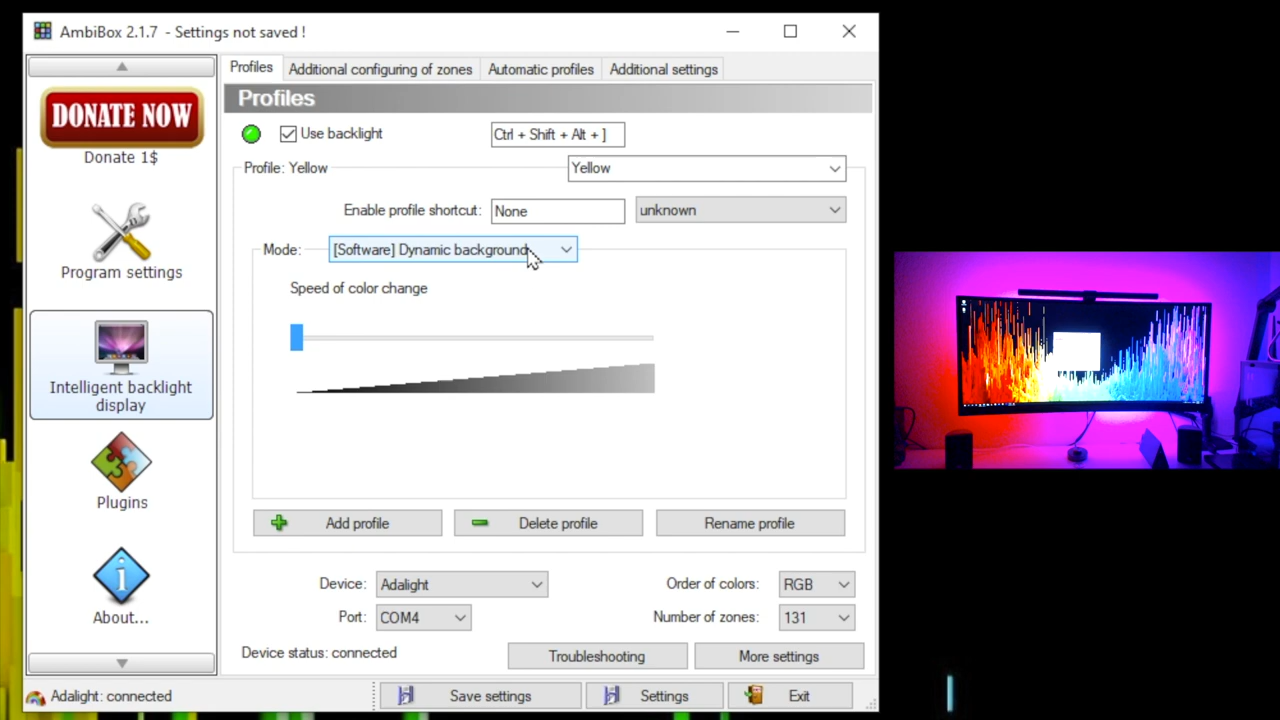 AmbiBox 2.1.7 - Settings not saved !
DONATE NOW
Donate 1$
Program settings
Intelligent backlight
display
Plugins
About...
Profiles
Additional configuring of zones
Automatic profiles
Additional settings
Profiles
Use backlight
Ctrl + Shift + Alt + ]
Profile: Yellow
Yellow
Enable profile shortcut:
None
unknown
Mode:
[Software] Dynamic background
Speed of color change
Add profile
Delete profile
Rename profile
Device:
Adalight
Order of colors:
RGB
Port:
COM4
Number of zones:
131
Device status: connected
Troubleshooting
More settings
Adalight: connected
Save settings
Settings
Exit